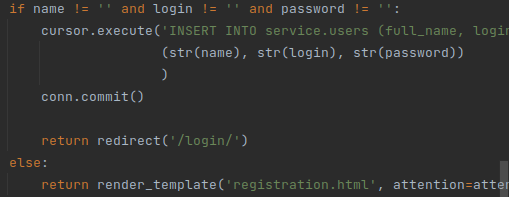 if name != '' and login != '' and password != '':
cursor.execute('INSERT INTO service.users (full_name, login
(str(name), str(login), str(password))
)
conn.commit()
return redirect('/login/')
else:
return render_template('registration.html', attention=atten